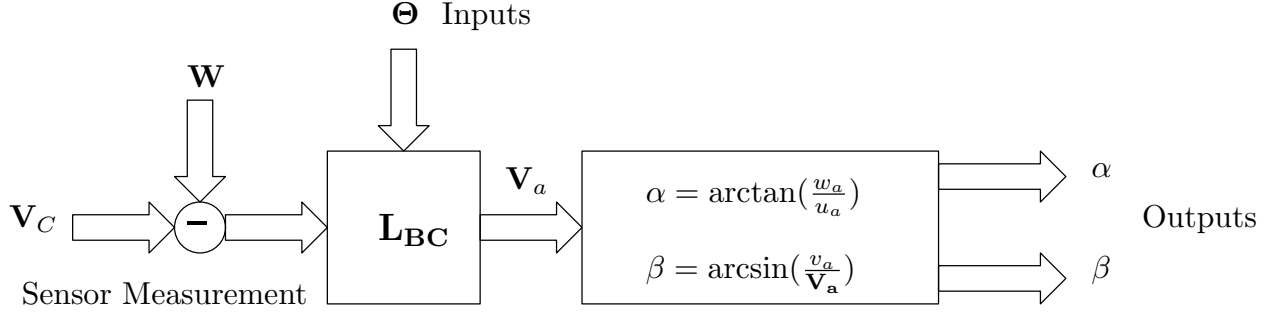 Θ Inputs
W
V_C
−
L_BC
V_a
α = arctan(w_a/u_a)
β = arcsin(v_a/V_a)
α
β
Outputs
Sensor Measurement